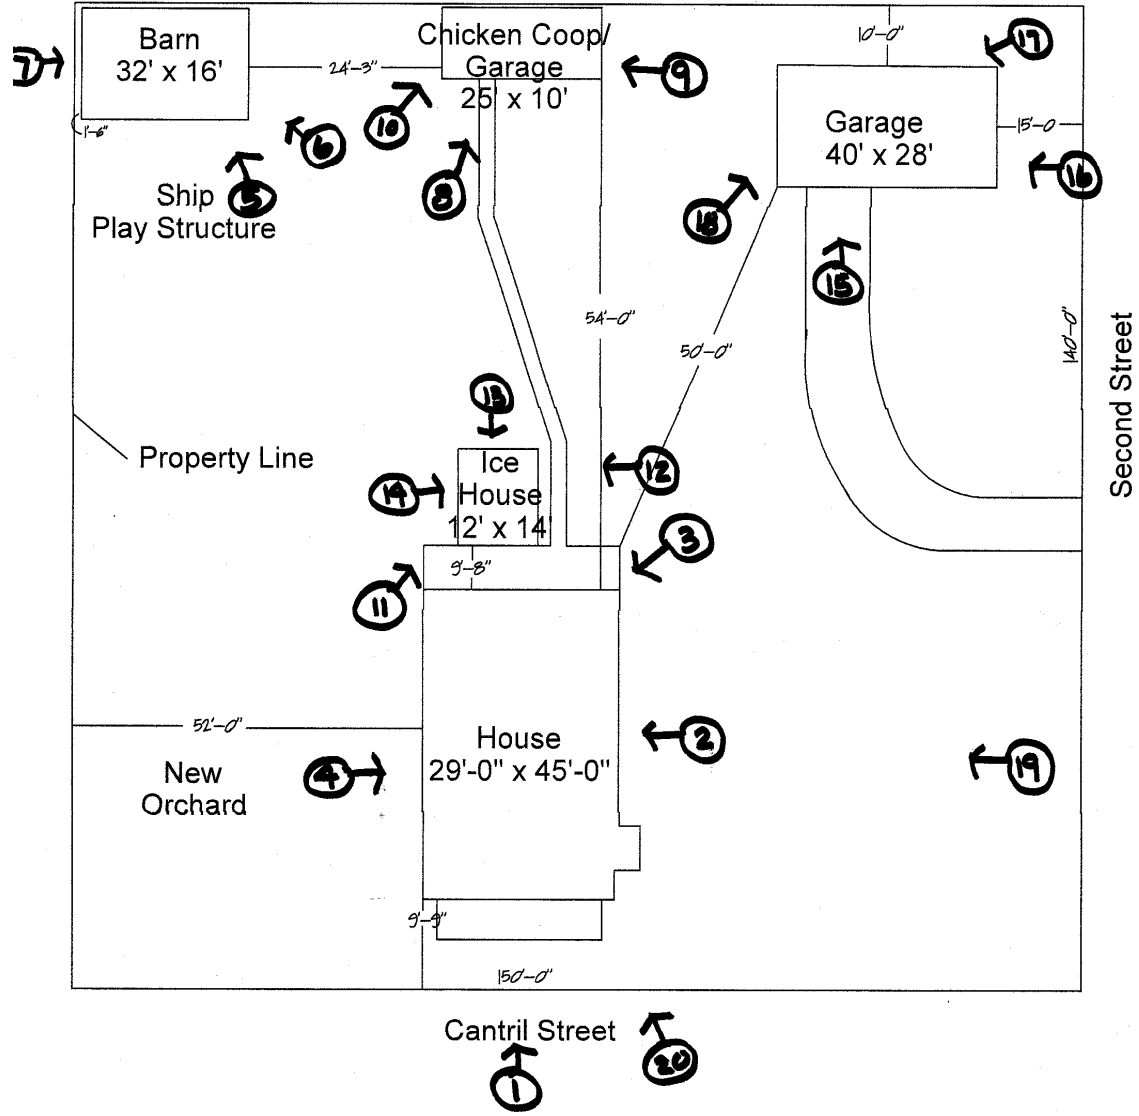 Barn
32' x 16'
7
24'-3"
Chicken Coop/
Garage
25' x 10'
9
10'-0"
17
10
6
1'-6"
Garage
40' x 28'
15'-0
16
5
8
18
Ship
Play Structure
15
54'-0"
50'-0"
140'-0"
Second Street
13
Property Line
Ice
House
12' x 14'
14
12
3
9'-8"
11
52'-0"
House
29'-0" x 45'-0"
2
4
19
New
Orchard
9'-9"
150'-0"
Cantril Street
1
20